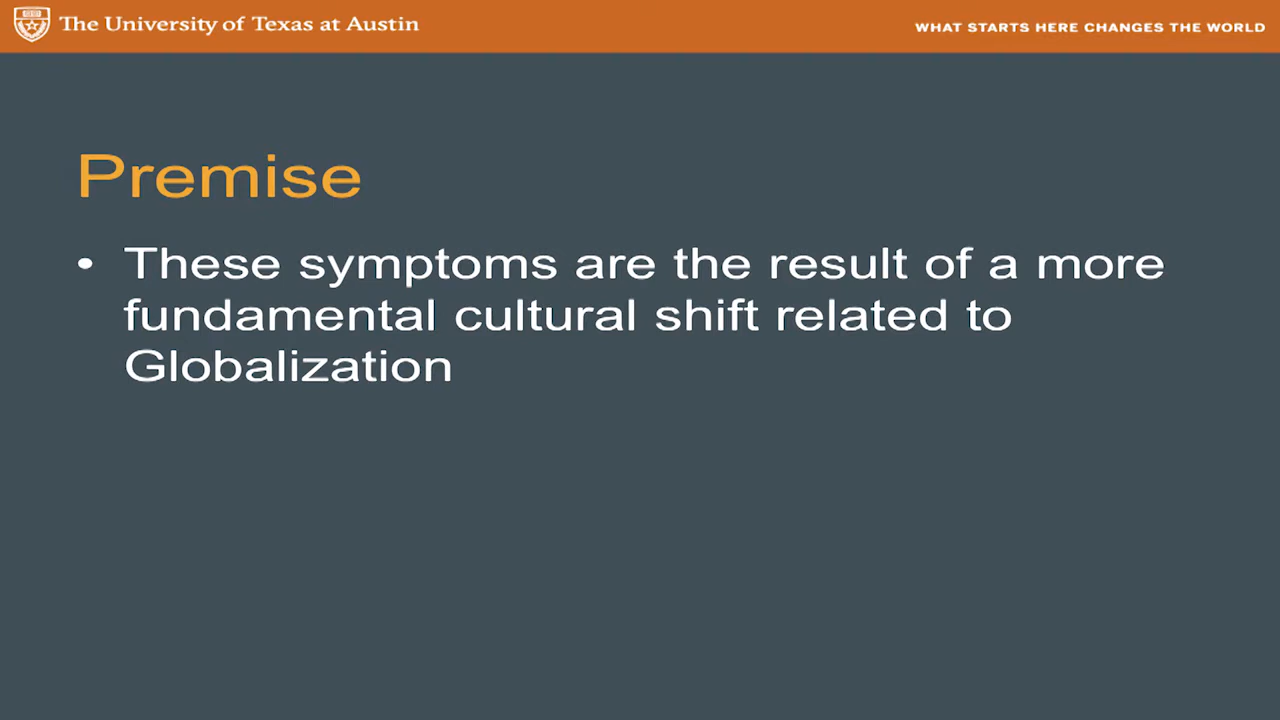 The University of Texas at Austin
WHAT STARTS HERE CHANGES THE WORLD
Premise
• These symptoms are the result of a more
fundamental cultural shift related to
Globalization